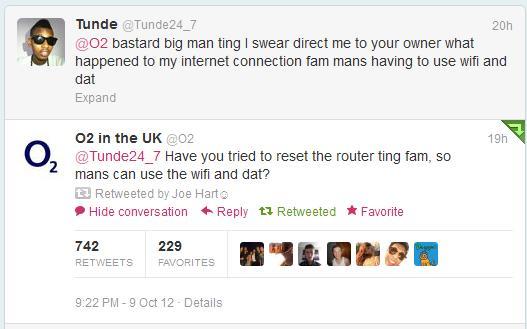 Tunde @Tunde24_7
20h
@O2 bastard big man ting I swear direct me to your owner what
happened to my internet connection fam mans having to use wifi and
dat
Expand
O2
O2 in the UK @O2
19h
@Tunde24_7 Have you tried to reset the router ting fam, so
mans can use the wifi and dat?
Retweeted by Joe Hart☺
Hide conversation Reply Retweeted Favorite
742 229
RETWEETS FAVORITES
9:22 PM - 9 Oct 12 · Details